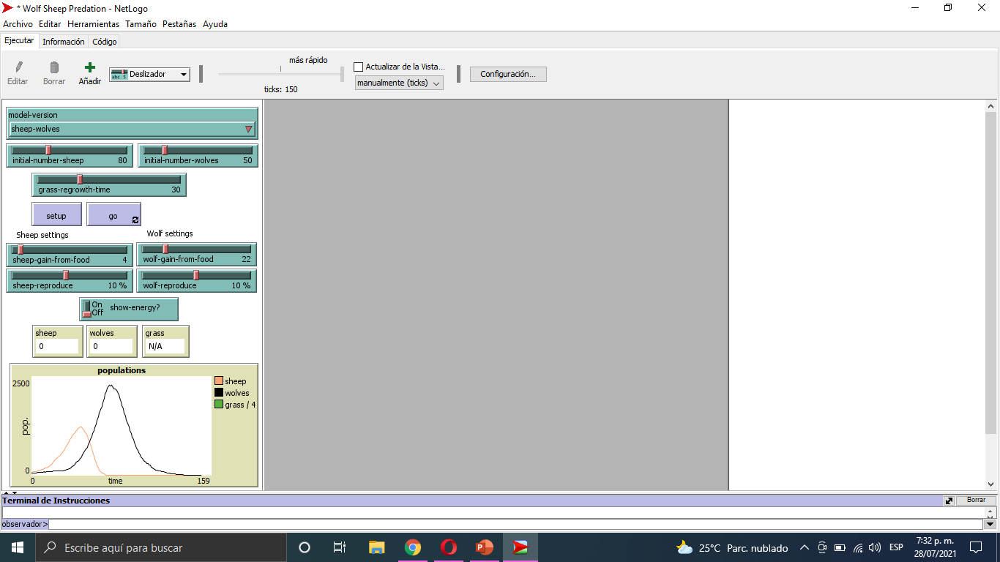 * Wolf Sheep Predation - NetLogo
Archivo Editar Herramientas Tamaño Pestañas Ayuda
Ejecutar Información Código
Editar Borrar Añadir
abc 5 Deslizador
más rápido
ticks: 150
Actualizar de la Vista...
manualmente (ticks)
Configuración...
model-version
sheep-wolves
initial-number-sheep 80
initial-number-wolves 50
grass-regrowth-time 30
setup go
Sheep settings Wolf settings
sheep-gain-from-food 4
wolf-gain-from-food 22
sheep-reproduce 10 %
wolf-reproduce 10 %
On
Off
show-energy?
sheep
0
wolves
0
grass
N/A
populations
2500
pop.
0
0 time 159
sheep
wolves
grass / 4
Terminal de Instrucciones Borrar
observador>
Escribe aquí para buscar
25°C Parc. nublado
ESP
7:32 p. m.
28/07/2021